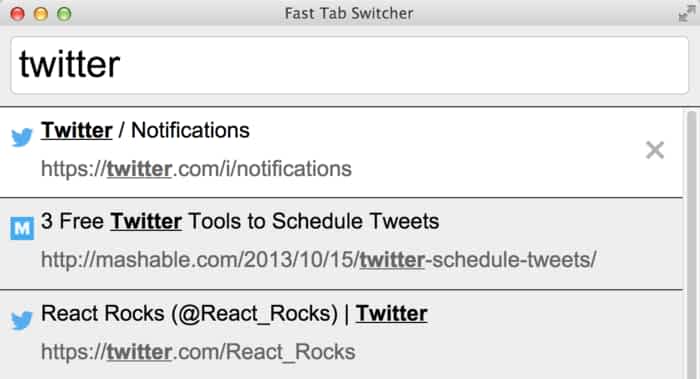 Fast Tab Switcher
twitter
Twitter / Notifications
https://twitter.com/i/notifications
M
3 Free Twitter Tools to Schedule Tweets
http://mashable.com/2013/10/15/twitter-schedule-tweets/
React Rocks (@React_Rocks) | Twitter
https://twitter.com/React_Rocks